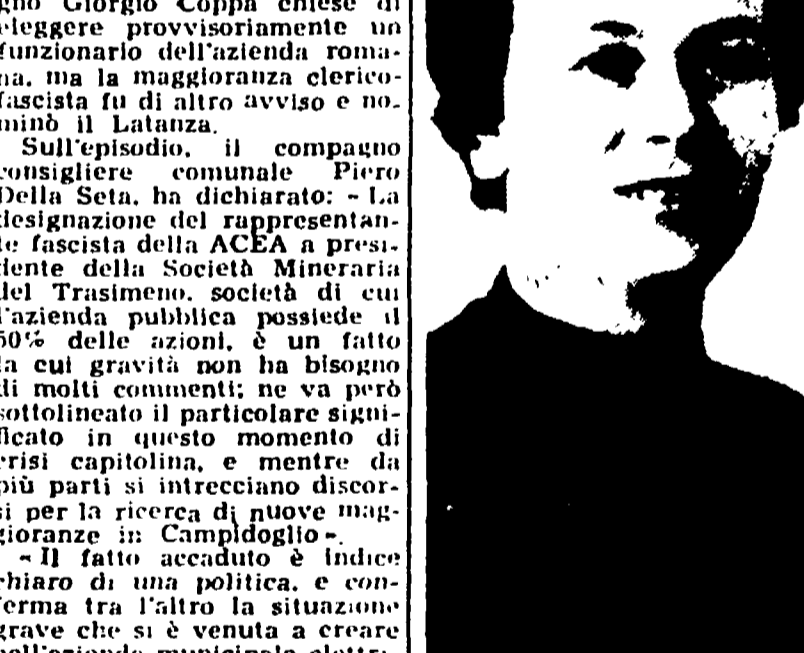 gno Giorgio Coppa chiese di
eleggere provvisoriamente un
funzionario dell'azienda roma-
na, ma la maggioranza clerico-
fascista fu di altro avviso e no-
minò il Latanza.
Sull'episodio, il compagno
consigliere comunale Piero
Della Seta, ha dichiarato: « La
designazione del rappresentan-
te fascista della ACEA a presi-
dente della Società Mineraria
del Trasimeno, società di cui
l'azienda pubblica possiede il
50% delle azioni, è un fatto
la cui gravità non ha bisogno
di molti commenti; ne va però
sottolineato il particolare signi-
ficato in questo momento di
crisi capitolina, e mentre da
più parti si intrecciano discor-
si per la ricerca di nuove mag-
gioranze in Campidoglio ».
« Il fatto accaduto è indice
chiaro di una politica, e con-
ferma tra l'altro la situazione
grave che si è venuta a creare